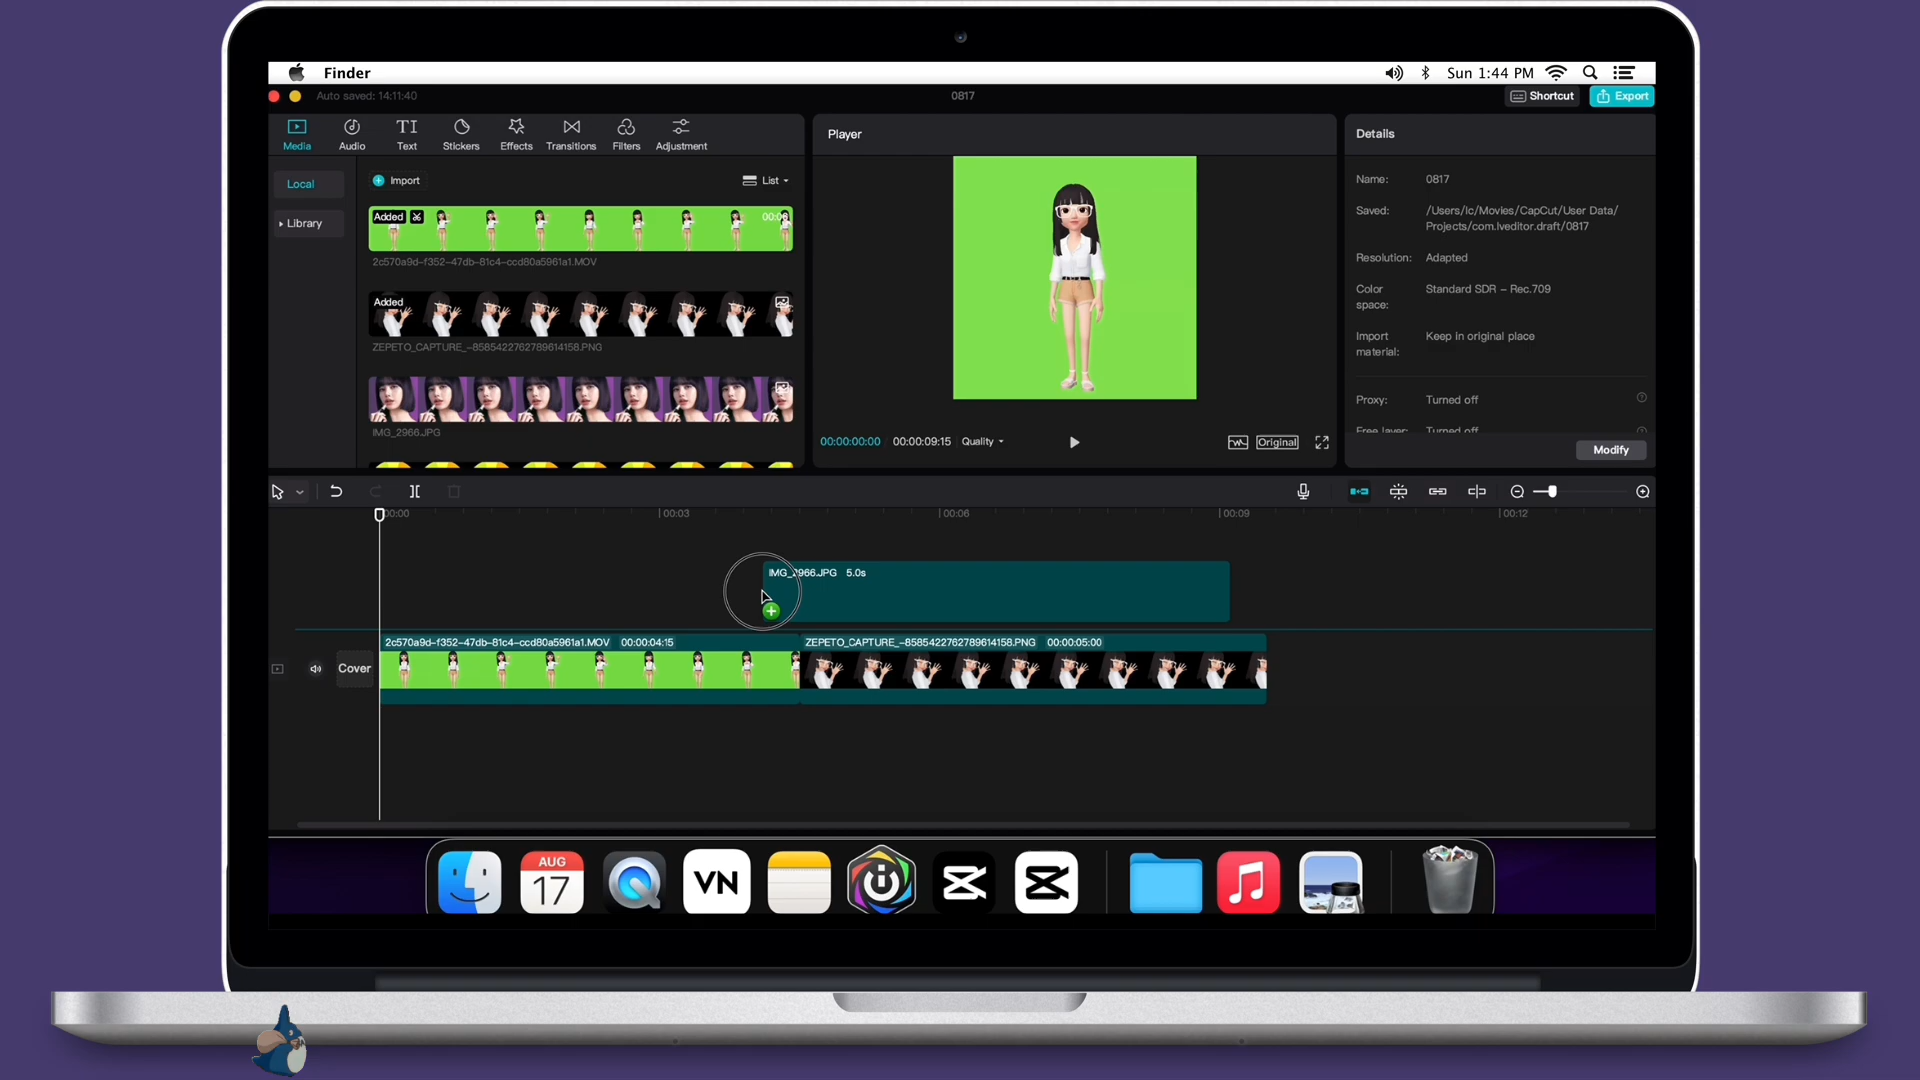 Finder
Sun 1:44 PM
Auto saved: 14:11:40
0817
Shortcut
Export
Media
Audio
TI
Text
Stickers
Effects
Transitions
Filters
Adjustment
Local
Library
Import
List
Added
00:0
2c570a9d-f352-47db-81c4-ccd80a5961a1.MOV
Added
ZEPETO_CAPTURE_-8585422762789614158.PNG
IMG_2966.JPG
Player
00:00:00:00
00:00:09:15
Quality
Original
Details
Name: 0817
Saved: /Users/lc/Movies/CapCut/User Data/
Projects/com.lveditor.draft/0817
Resolution: Adapted
Color space: Standard SDR - Rec.709
Import material: Keep in original place
Proxy: Turned off
Free layer: Turned off
Modify
00:00
00:03
00:06
00:09
00:12
IMG_2966.JPG 5.0s
2c570a9d-f352-47db-81c4-ccd80a5961a1.MOV 00:00:04:15
ZEPETO_CAPTURE_-8585422762789614158.PNG 00:00:05:00
Cover
AUG
17
VN